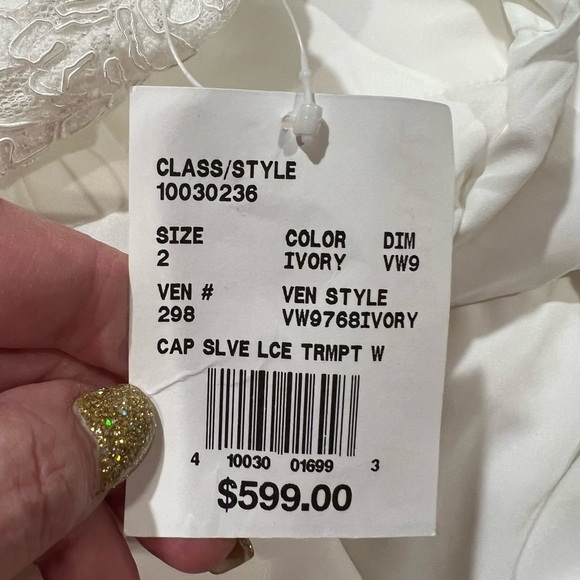 CLASS/STYLE
10030236
SIZE COLOR DIM
2 IVORY VW9
VEN # VEN STYLE
298 VW9768IVORY
CAP SLVE LCE TRMPT W
4 10030 01699 3
$599.00